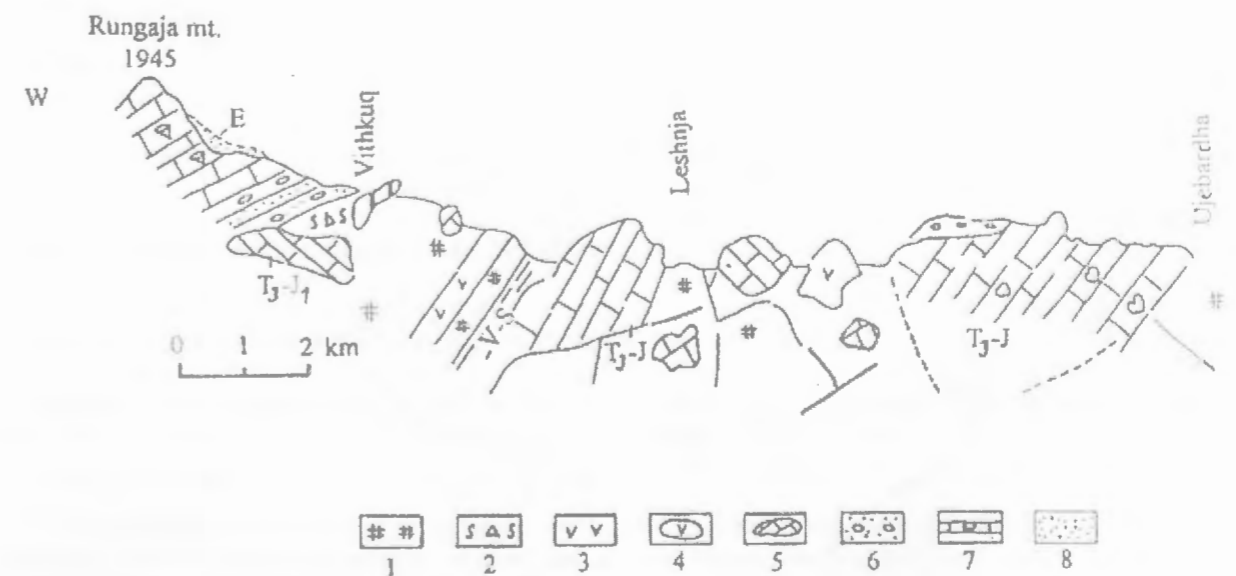 Rungaja mt.
1945
W
E
Vithkuq
Leshnja
Ujebardha
S Δ S
T₃-J₁
V
V
V
-V-S
T₃-J
V
T₃-J
0 1 2 km
S Δ S
V V
V
1 2 3 4 5 6 7 8